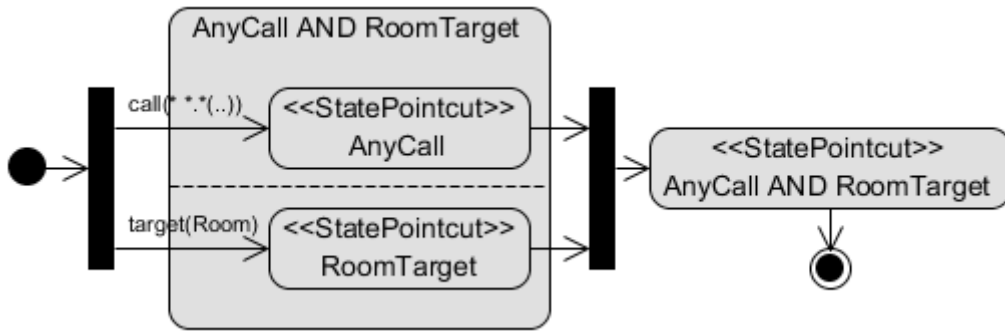 AnyCall AND RoomTarget
call(* *.*(..))
<<StatePointcut>>
AnyCall
<<StatePointcut>>
AnyCall AND RoomTarget
target(Room)
<<StatePointcut>>
RoomTarget